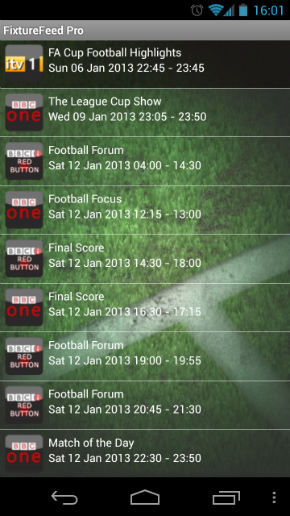 16:01
FixtureFeed Pro
itv 1
FA Cup Football Highlights
Sun 06 Jan 2013 22:45 - 23:45
BBC
one
The League Cup Show
Wed 09 Jan 2013 23:05 - 23:50
BBC
RED
BUTTON
Football Forum
Sat 12 Jan 2013 04:00 - 14:30
BBC
one
Football Focus
Sat 12 Jan 2013 12:15 - 13:00
BBC
RED
BUTTON
Final Score
Sat 12 Jan 2013 14:30 - 18:00
BBC
one
Final Score
Sat 12 Jan 2013 16:30 - 17:15
BBC
RED
BUTTON
Football Forum
Sat 12 Jan 2013 19:00 - 19:55
BBC
RED
BUTTON
Football Forum
Sat 12 Jan 2013 20:45 - 21:30
BBC
one
Match of the Day
Sat 12 Jan 2013 22:30 - 23:50